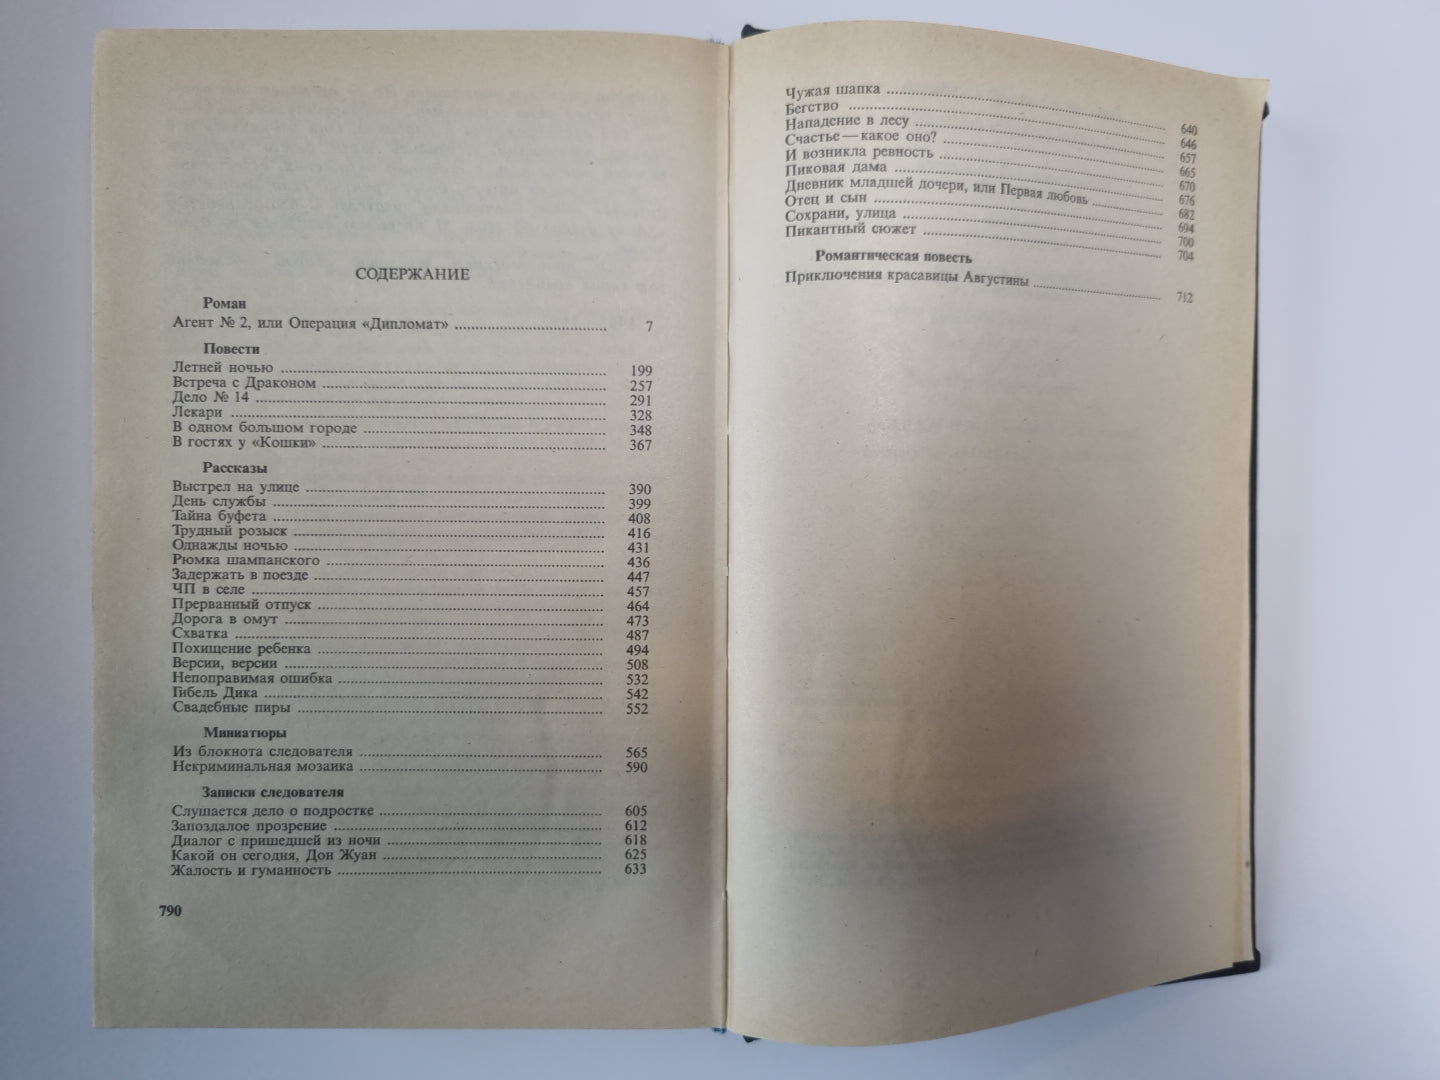 СОДЕРЖАНИЕ
Роман
Агент № 2, или Операция «Дипломат» 7
Повести
Летней ночью 199
Встреча с Драконом 257
Дело № 14 291
Лекари 328
В одном большом городе 348
В гостях у «Кошки» 367
Рассказы
Выстрел на улице 390
День службы 399
Тайна буфета 408
Трудный розыск 416
Однажды ночью 431
Рюмка шампанского 436
Задержать в поезде 447
ЧП в селе 457
Прерванный отпуск 464
Дорога в омут 473
Схватка 487
Похищение ребенка 494
Версии, версии 508
Непоправимая ошибка 532
Гибель Дика 542
Свадебные пиры 552
Миниатюры
Из блокнота следователя 565
Некриминальная мозаика 590
Записки следователя
Слушается дело о подростке 605
Запоздалое прозрение 612
Диалог с пришедшей из ночи 618
Какой он сегодня, Дон Жуан 625
Жалость и гуманность 633
790
Чужая шапка 640
Бегство 646
Нападение в лесу 657
Счастье — какое оно? 665
И возникла ревность 670
Пиковая дама 676
Дневник младшей дочери, или Первая любовь 682
Отец и сын 694
Сохрани, улица 700
Пикантный сюжет 704
Романтическая повесть
Приключения красавицы Августины 712